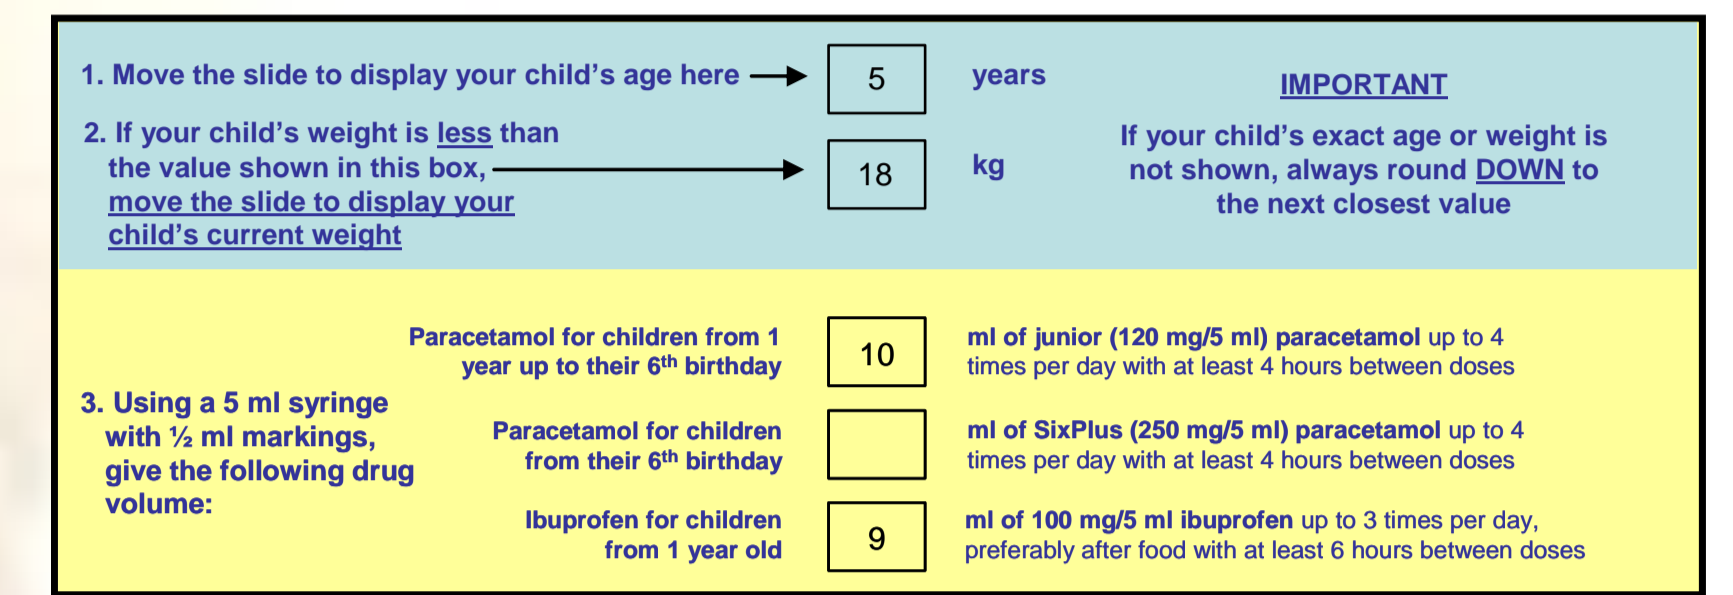 1. Move the slide to display your child’s age here
5
years
2. If your child’s weight is less than
the value shown in this box,
move the slide to display your
child’s current weight
18
kg
IMPORTANT
If your child’s exact age or weight is
not shown, always round DOWN to
the next closest value
3. Using a 5 ml syringe
with ½ ml markings,
give the following drug
volume:
Paracetamol for children from 1
year up to their 6th birthday
10
ml of junior (120 mg/5 ml) paracetamol up to 4
times per day with at least 4 hours between doses
Paracetamol for children
from their 6th birthday
ml of SixPlus (250 mg/5 ml) paracetamol up to 4
times per day with at least 4 hours between doses
Ibuprofen for children
from 1 year old
9
ml of 100 mg/5 ml ibuprofen up to 3 times per day,
preferably after food with at least 6 hours between doses